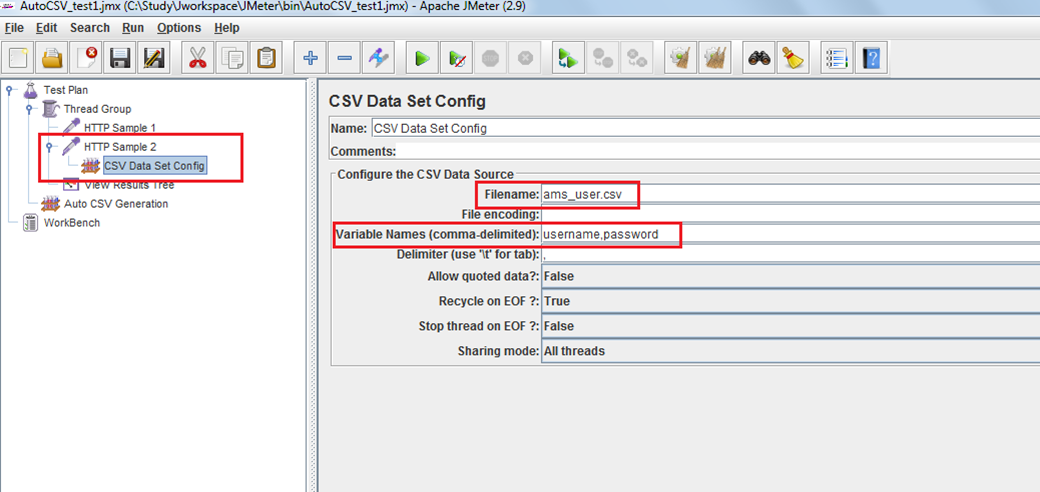 AutoCSV_test1.jmx (C:\Study\Jworkspace\JMeter\bin\AutoCSV_test1.jmx) - Apache JMeter (2.9)
File Edit Search Run Options Help
Test Plan
Thread Group
HTTP Sample 1
HTTP Sample 2
CSV Data Set Config
View Results Tree
Auto CSV Generation
WorkBench
CSV Data Set Config
Name: CSV Data Set Config
Comments:
Configure the CSV Data Source
Filename: ams_user.csv
File encoding:
Variable Names (comma-delimited): username,password
Delimiter (use '\t' for tab): ,
Allow quoted data?: False
Recycle on EOF ?: True
Stop thread on EOF ?: False
Sharing mode: All threads